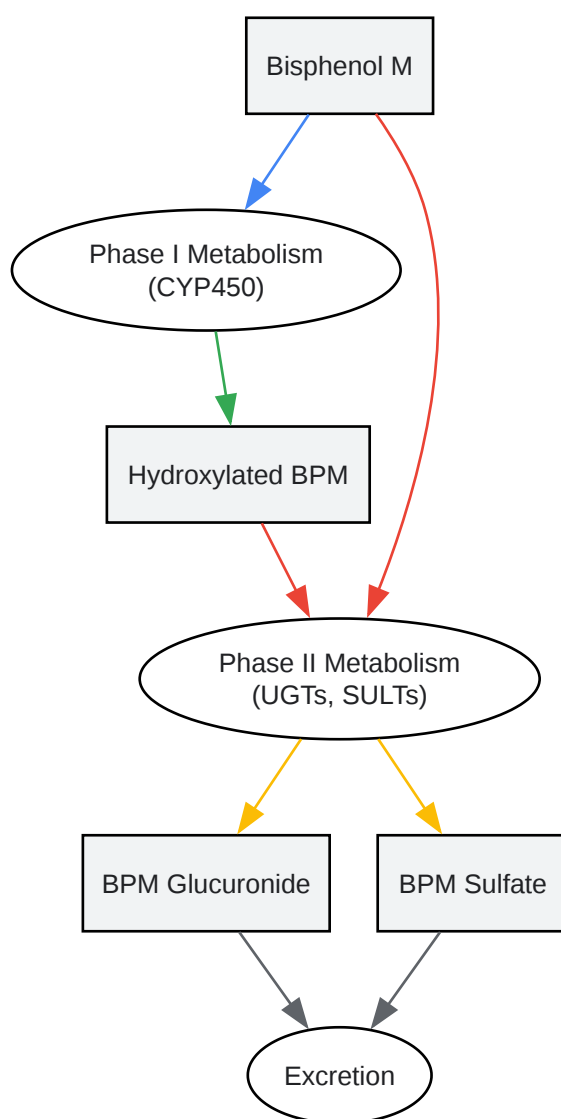 Bisphenol M
Phase I Metabolism
(CYP450)
Hydroxylated BPM
Phase II Metabolism
(UGTs, SULTs)
BPM Glucuronide
BPM Sulfate
Excretion